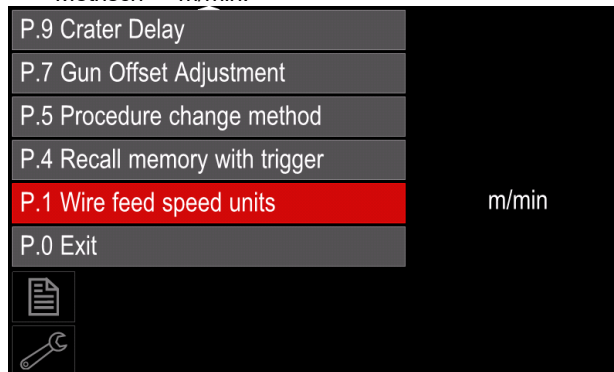 m/min
P.9 Crater Delay
P.7 Gun Offset Adjustment
P.5 Procedure change method
P.4 Recall memory with trigger
P.1 Wire feed speed units
m/min
P.0 Exit